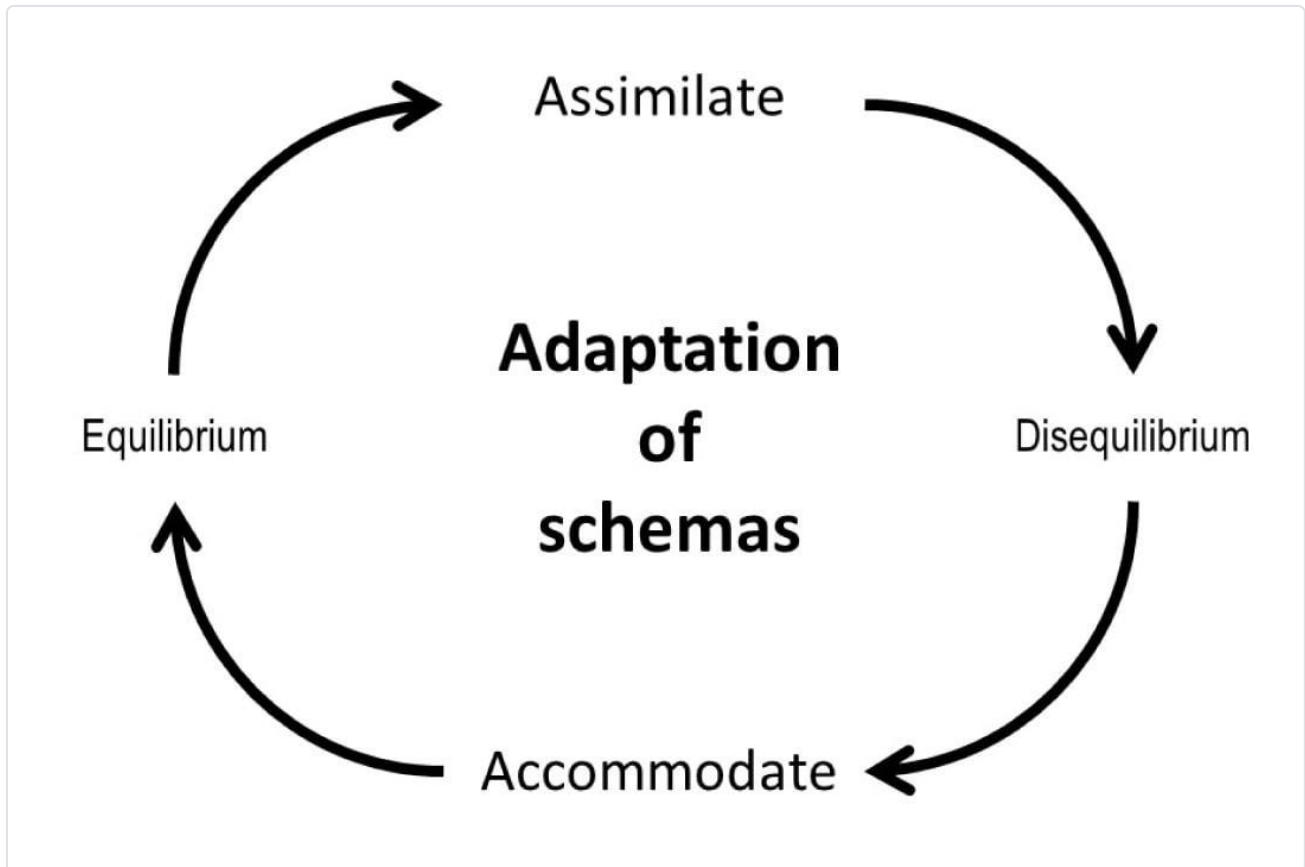 Assimilate
Adaptation
of
schemas
Equilibrium
Disequilibrium
Accommodate